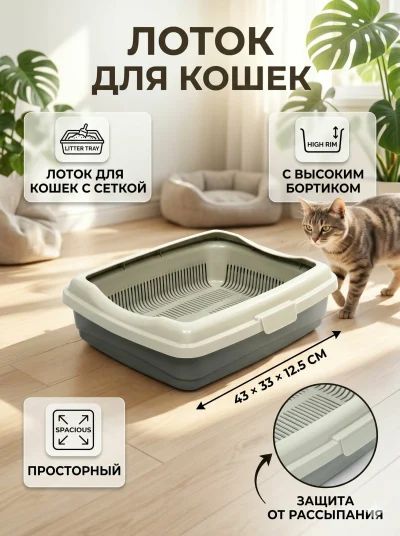 ЛОТОК
ДЛЯ КОШЕК
LITTER TRAY
ЛОТОК ДЛЯ
КОШЕК С СЕТКОЙ
HIGH RIM
С ВЫСОКИМ
БОРТИКОМ
43 × 33 × 12.5 СМ
SPACIOUS
ПРОСТОРНЫЙ
ЗАЩИТА
ОТ РАССЫПАНИЯ